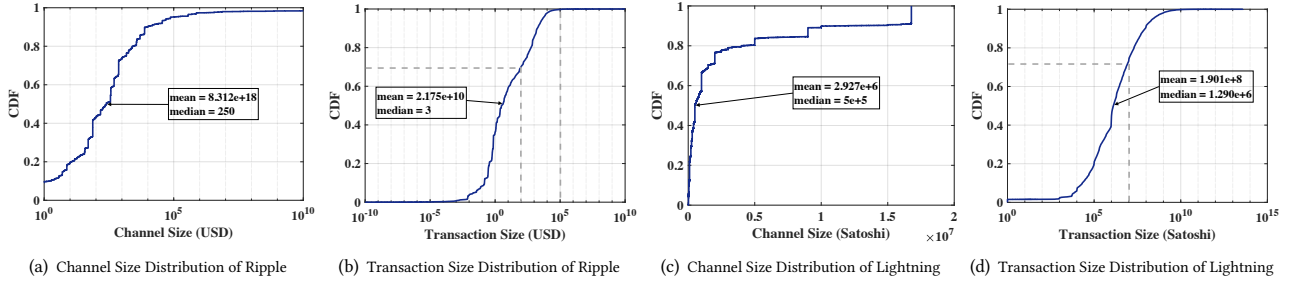 1
0.8
0.6
0.4
0.2
0
CDF
mean = 8.312e+18
median = 250
10^0
10^5
10^10
Channel Size (USD)
(a) Channel Size Distribution of Ripple
1
0.8
0.6
0.4
0.2
0
CDF
mean = 2.175e+10
median = 3
10^-10
10^-5
10^0
10^5
10^10
Transaction Size (USD)
(b) Transaction Size Distribution of Ripple
1
0.8
0.6
0.4
0.2
0
CDF
mean = 2.927e+6
median = 5e+5
0
0.5
1
1.5
2
×10^7
Channel Size (Satoshi)
(c) Channel Size Distribution of Lightning
1
0.8
0.6
0.4
0.2
0
CDF
mean = 1.901e+8
median = 1.290e+6
10^0
10^5
10^10
10^15
Transaction Size (Satoshi)
(d) Transaction Size Distribution of Lightning